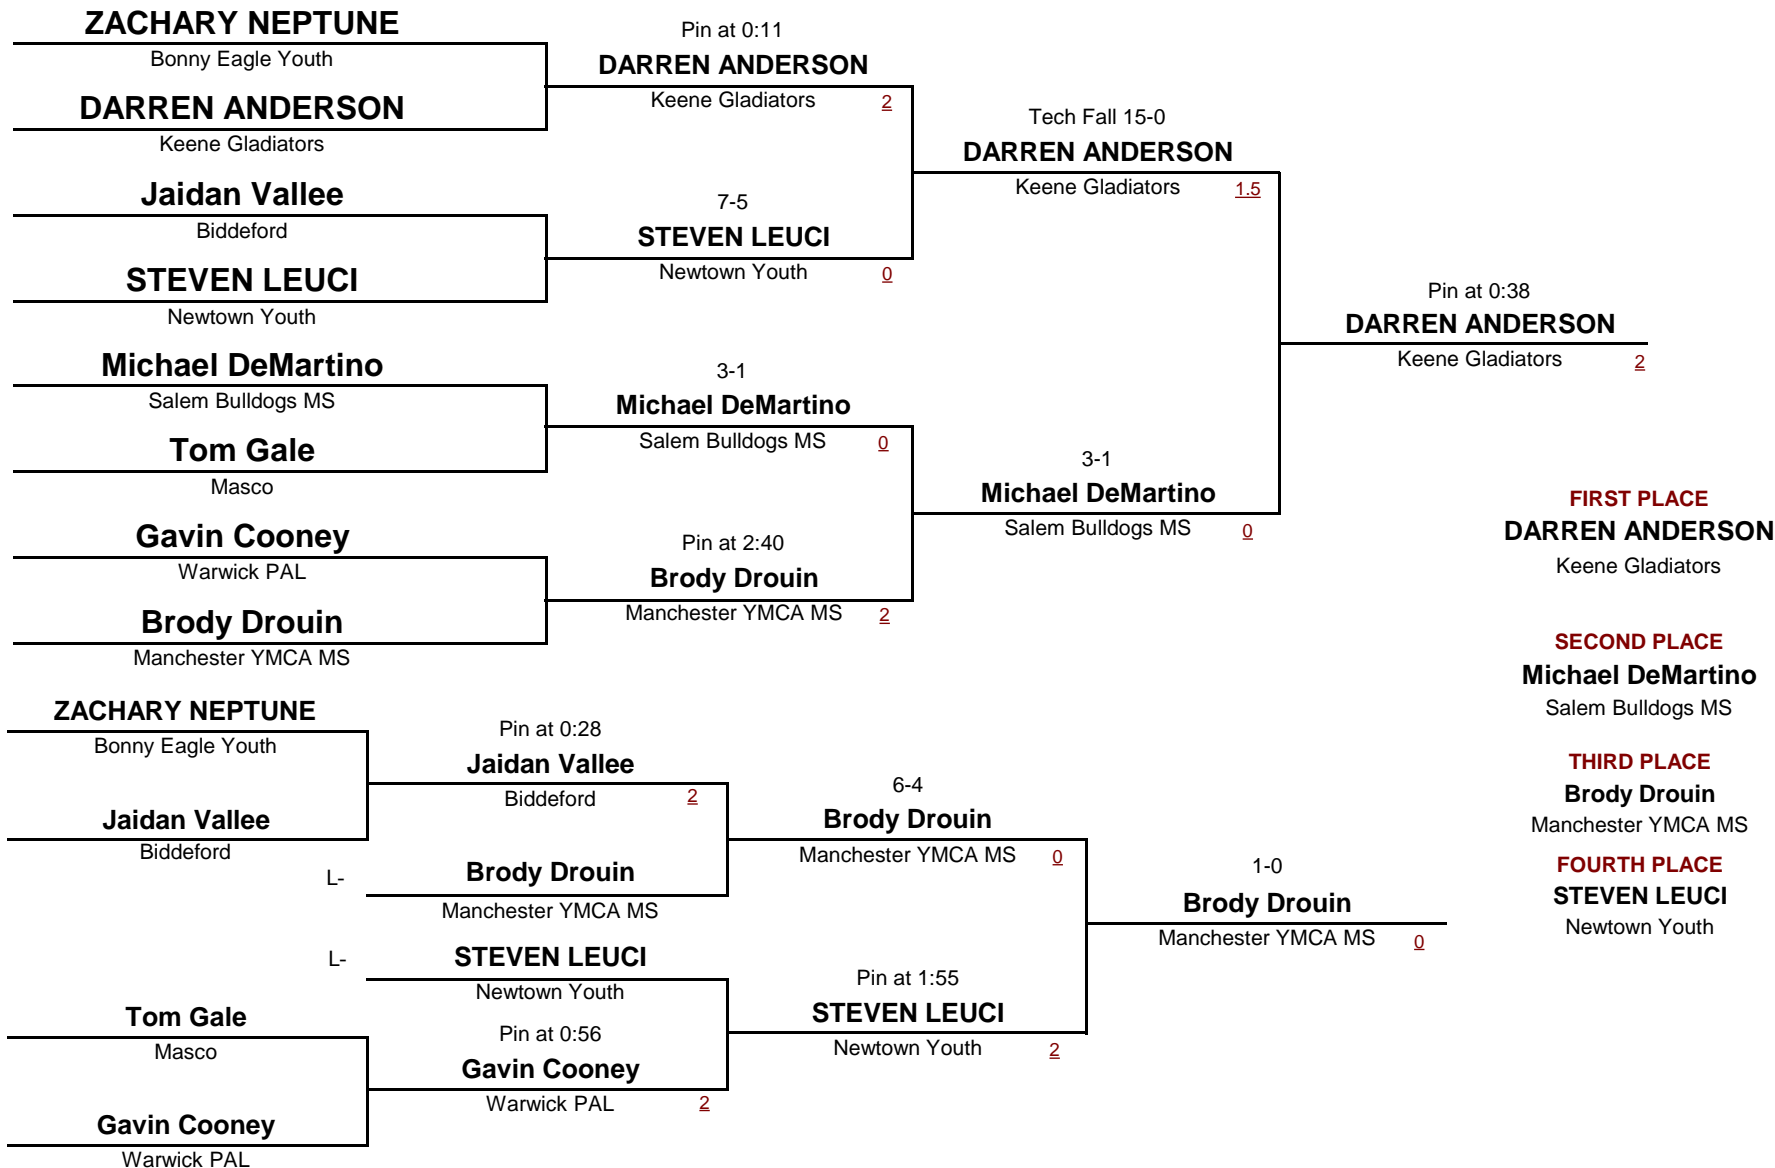 ZACHARY NEPTUNE
Bonny Eagle Youth
DARREN ANDERSON
Keene Gladiators
Jaidan Vallee
Biddeford
STEVEN LEUCI
Newtown Youth
Michael DeMartino
Salem Bulldogs MS
Tom Gale
Masco
Gavin Cooney
Warwick PAL
Brody Drouin
Manchester YMCA MS
Pin at 0:11
DARREN ANDERSON
Keene Gladiators 2
7-5
STEVEN LEUCI
Newtown Youth 0
3-1
Michael DeMartino
Salem Bulldogs MS 0
Pin at 2:40
Brody Drouin
Manchester YMCA MS 2
Tech Fall 15-0
DARREN ANDERSON
Keene Gladiators 1.5
3-1
Michael DeMartino
Salem Bulldogs MS 0
Pin at 0:38
DARREN ANDERSON
Keene Gladiators 2
ZACHARY NEPTUNE
Bonny Eagle Youth
Jaidan Vallee
Biddeford
Tom Gale
Masco
Gavin Cooney
Warwick PAL
Pin at 0:28
Jaidan Vallee
Biddeford 2
L- Brody Drouin
Manchester YMCA MS
L- STEVEN LEUCI
Newtown Youth
Pin at 0:56
Gavin Cooney
Warwick PAL 2
6-4
Brody Drouin
Manchester YMCA MS 0
Pin at 1:55
STEVEN LEUCI
Newtown Youth 2
1-0
Brody Drouin
Manchester YMCA MS 0
FIRST PLACE
DARREN ANDERSON
Keene Gladiators
SECOND PLACE
Michael DeMartino
Salem Bulldogs MS
THIRD PLACE
Brody Drouin
Manchester YMCA MS
FOURTH PLACE
STEVEN LEUCI
Newtown Youth